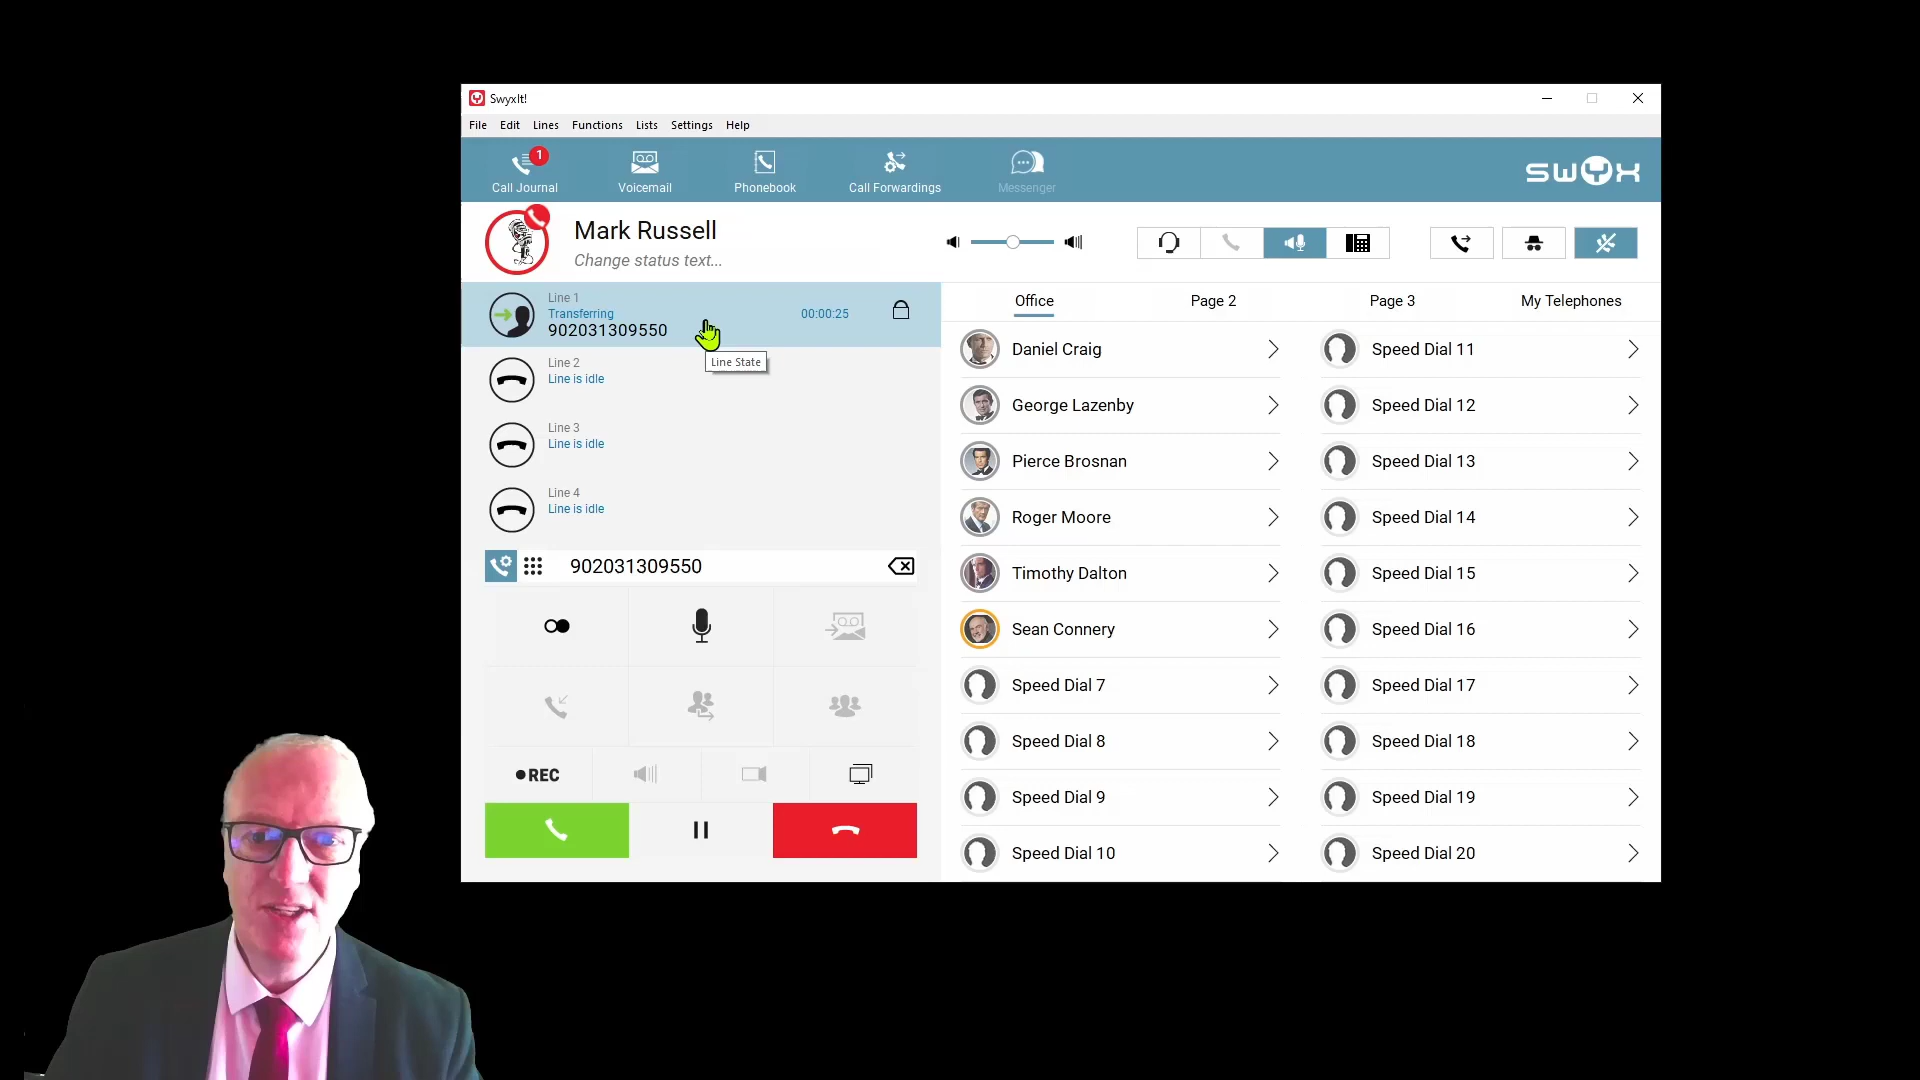 SwyxIt!
File Edit Lines Functions Lists Settings Help
1
Call Journal Voicemail Phonebook Call Forwardings Messenger
swyx
Mark Russell
Change status text...
Line 1
Transferring
00:00:25
902031309550
Line State
Line 2
Line is idle
Line 3
Line is idle
Line 4
Line is idle
902031309550
REC
Office Page 2 Page 3 My Telephones
Daniel Craig
Speed Dial 11
George Lazenby
Speed Dial 12
Pierce Brosnan
Speed Dial 13
Roger Moore
Speed Dial 14
Timothy Dalton
Speed Dial 15
Sean Connery
Speed Dial 16
Speed Dial 7
Speed Dial 17
Speed Dial 8
Speed Dial 18
Speed Dial 9
Speed Dial 19
Speed Dial 10
Speed Dial 20